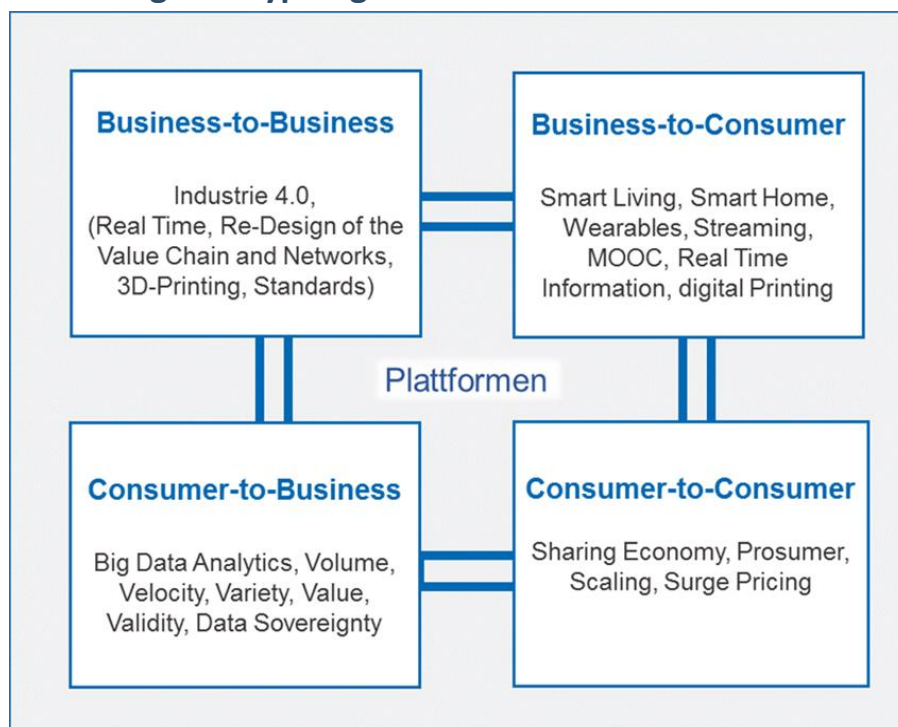 Business-to-Business
Industrie 4.0,
(Real Time, Re-Design of the
Value Chain and Networks,
3D-Printing, Standards)
Business-to-Consumer
Smart Living, Smart Home,
Wearables, Streaming,
MOOC, Real Time
Information, digital Printing
Plattformen
Consumer-to-Business
Big Data Analytics, Volume,
Velocity, Variety, Value,
Validity, Data Sovereignty
Consumer-to-Consumer
Sharing Economy, Prosumer,
Scaling, Surge Pricing